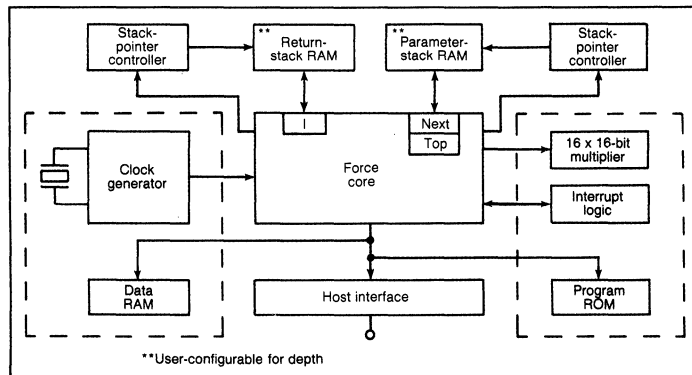 Stack-
pointer
controller
**
Return-
stack RAM
**
Parameter-
stack RAM
Stack-
pointer
controller
I
Next
Top
Clock
generator
Force
core
16 x 16-bit
multiplier
Interrupt
logic
Data
RAM
Host interface
Program
ROM
**User-configurable for depth